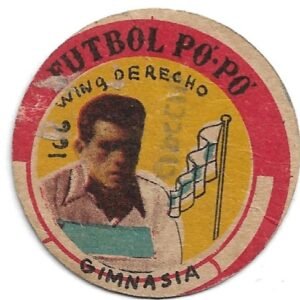 FUTBOL PO·PO
166 WING DERECHO
GIMNASIA